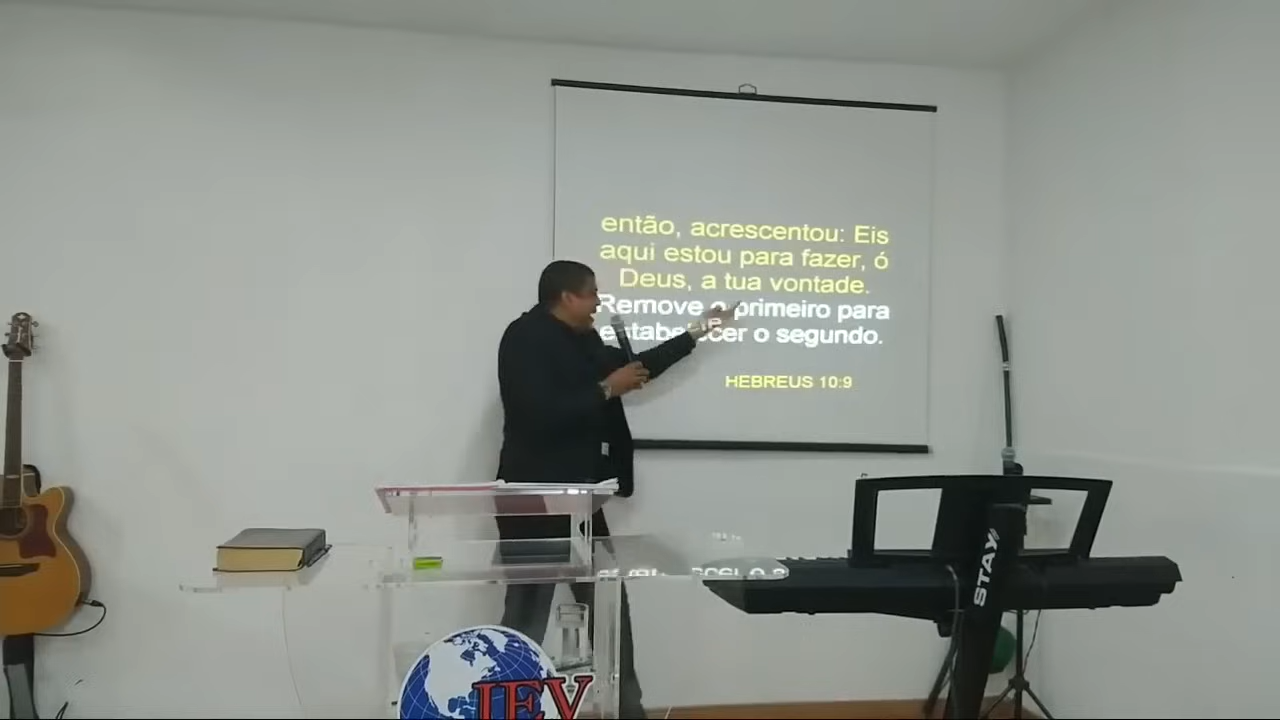 então, acrescentou: Eis
aqui estou para fazer, ó
Deus, a tua vontade.
Remove o primeiro para
estabelecer o segundo.
HEBREUS 10:9
STAY
IEV